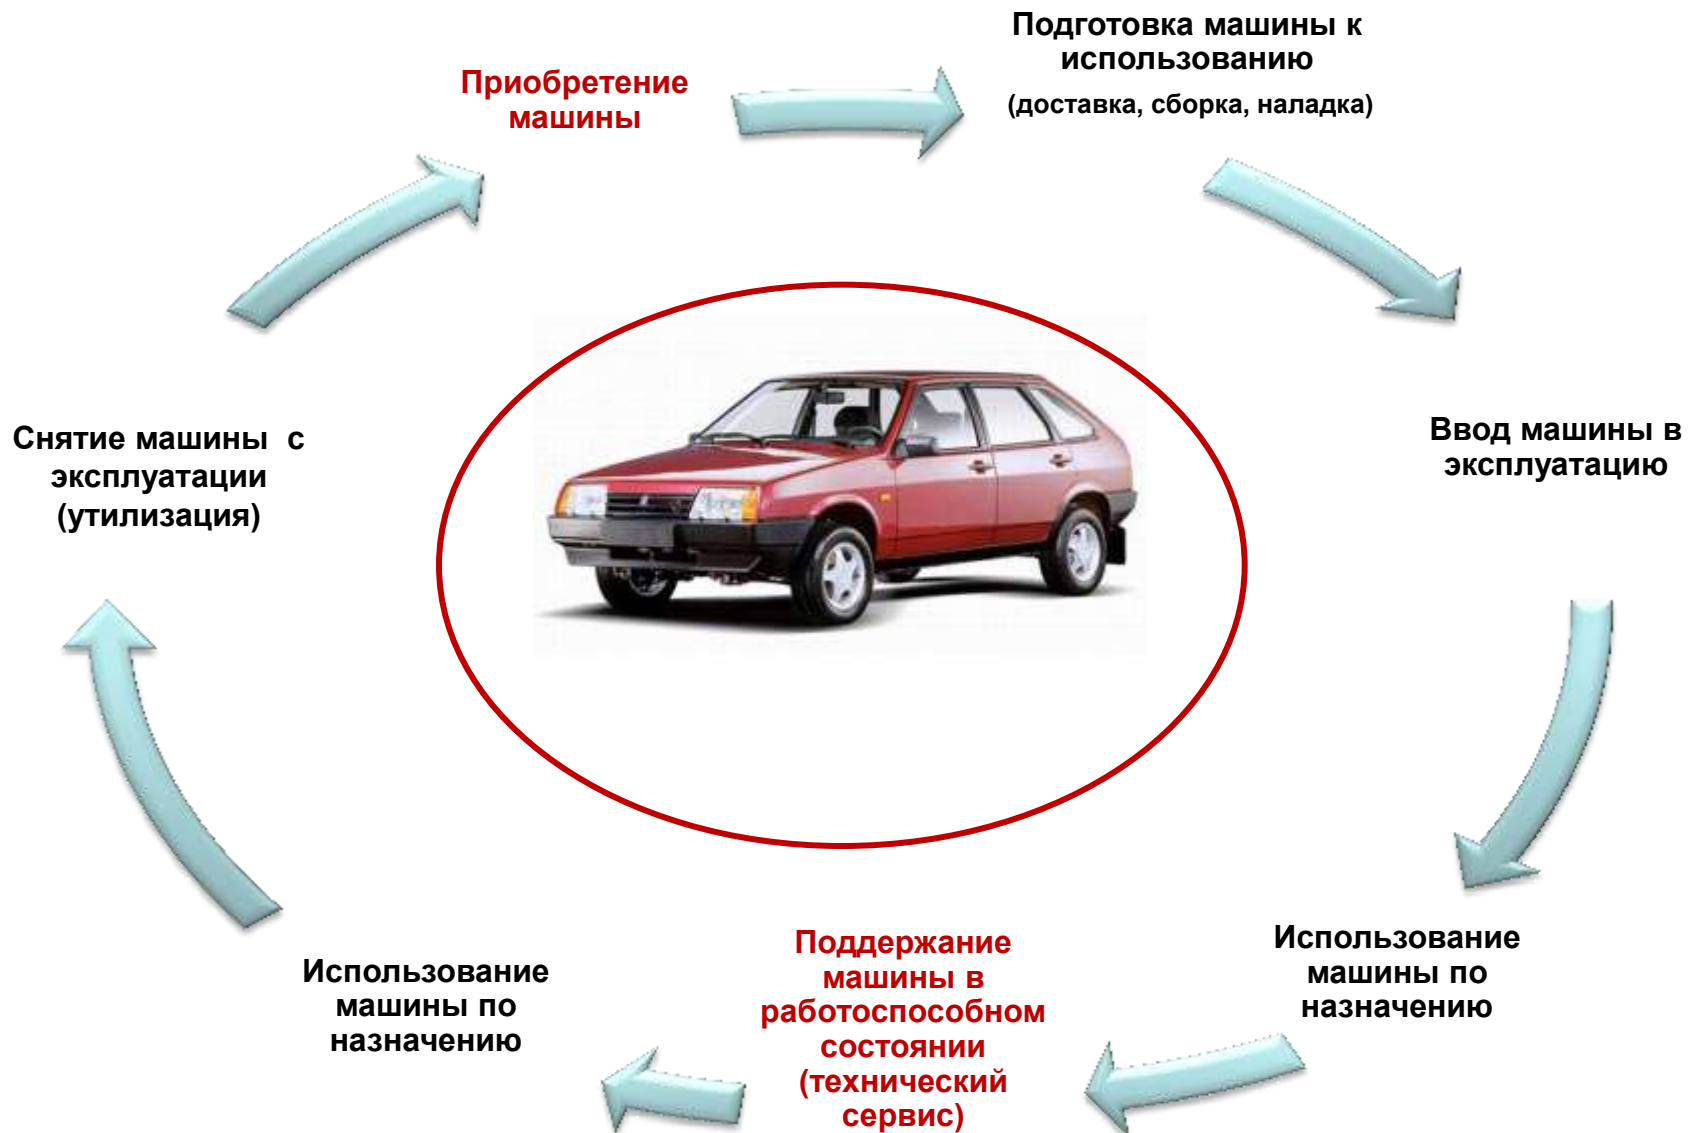 Приобретение
машины
Подготовка машины к
использованию
(доставка, сборка, наладка)
Ввод машины в
эксплуатацию
Использование
машины по
назначению
Поддержание
машины в
работоспособном
состоянии
(технический
сервис)
Использование
машины по
назначению
Снятие машины с
эксплуатации
(утилизация)